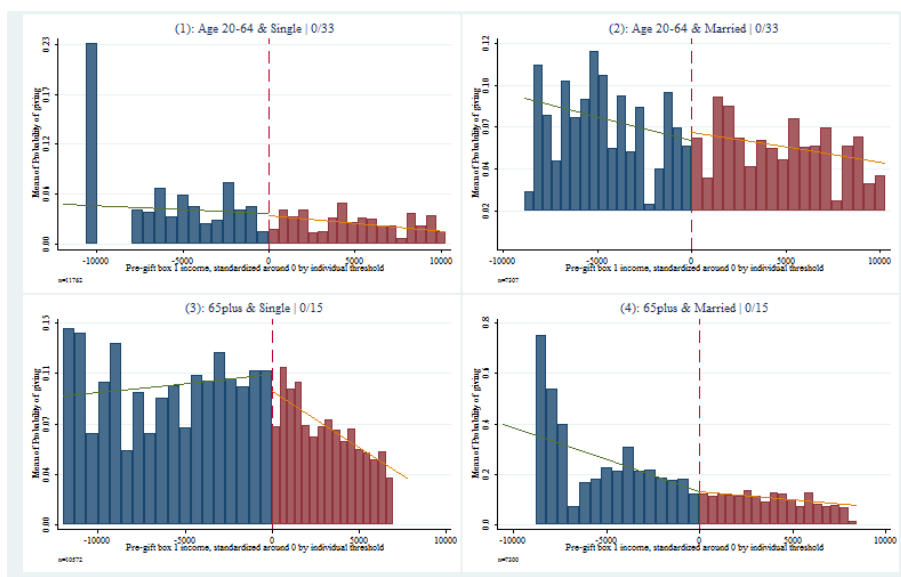 (1): Age 20-64 & Single | 0/33
Mean of Probability of giving
0.23
0.17
0.12
0.06
0.00
-10000 -5000 0 5000 10000
Pre-gift box 1 income, standardized around 0 by individual threshold
(2): Age 20-64 & Married | 0/33
Mean of Probability of giving
0.12
0.10
0.07
0.04
0.02
-10000 -5000 0 5000 10000
Pre-gift box 1 income, standardized around 0 by individual threshold
n=7307
(3): 65plus & Single | 0/15
Mean of Probability of giving
0.15
0.11
0.07
0.04
0.00
-10000 -5000 0 5000 10000
Pre-gift box 1 income, standardized around 0 by individual threshold
(4): 65plus & Married | 0/15
Mean of Probability of giving
0.8
0.6
0.4
0.2
0.0
-10000 -5000 0 5000 10000
Pre-gift box 1 income, standardized around 0 by individual threshold
n=7300